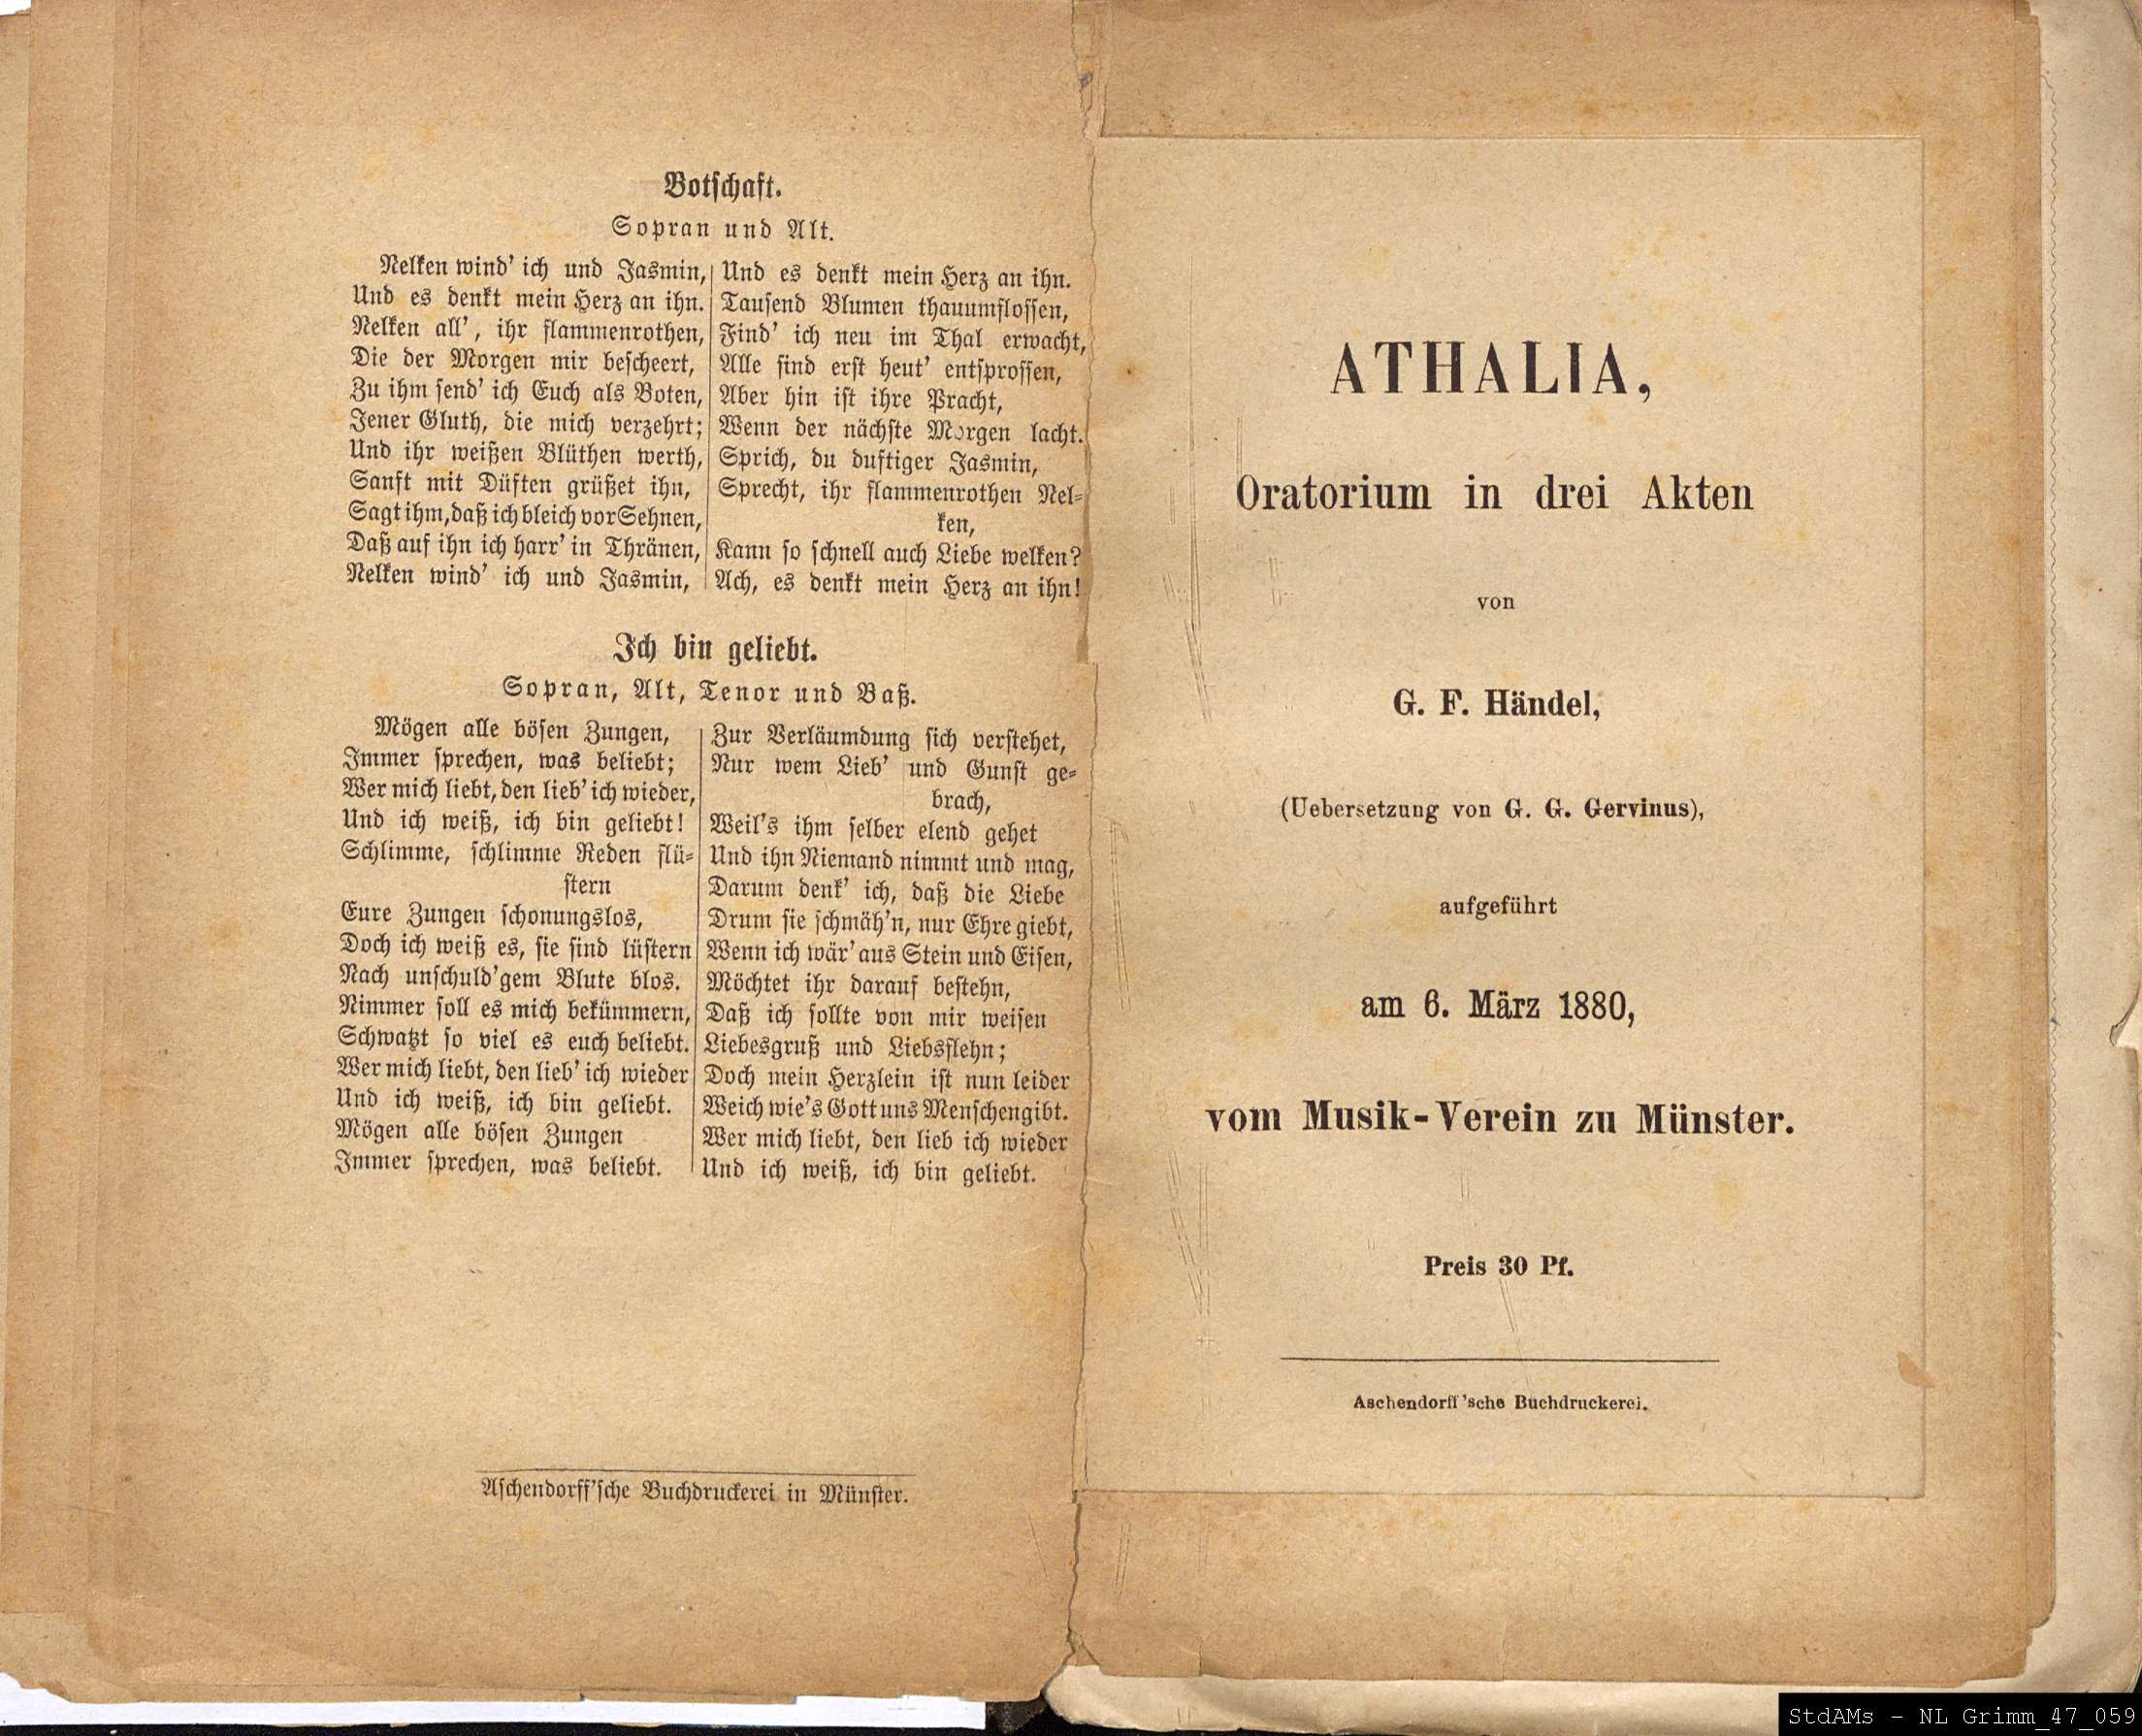 Botschaft.
Sopran und Alt.
Nelken wind' ich und Jasmin,
Und es denkt mein Herz an ihn.
Nelken all', ihr flammenrothen,
Die der Morgen mir bescheert,
Zu ihm send' ich Euch als Boten,
Jener Gluth, die mich verzehrt;
Und ihr weißen Blüthen werth,
Sanft mit Düften grüßet ihn,
Sagt ihm, daß ich bleich vor Sehnen,
Daß auf ihn ich harr' in Thränen,
Nelken wind' ich und Jasmin,
Und es denkt mein Herz an ihn.
Tausend Blumen thauumflossen,
Find' ich neu im Thal erwacht,
Alle sind erst heut' entsprossen,
Aber hin ist ihre Pracht,
Wenn der nächste Morgen lacht.
Sprich, du duftiger Jasmin,
Sprecht, ihr flammenrothen Nel-
ken,
Kann so schnell auch Liebe welken?
Ach, es denkt mein Herz an ihn!
Ich bin geliebt.
Sopran, Alt, Tenor und Baß.
Mögen alle bösen Zungen,
Immer sprechen, was beliebt;
Wer mich liebt, den lieb' ich wieder,
Und ich weiß, ich bin geliebt!
Schlimme, schlimme Reden flü-
stern
Eure Zungen schonungslos,
Doch ich weiß es, sie sind lüstern
Nach unschuld'gem Blute blos.
Nimmer soll es mich bekümmern,
Schwatzt so viel es euch beliebt.
Wer mich liebt, den lieb' ich wieder
Und ich weiß, ich bin geliebt.
Mögen alle bösen Zungen
Immer sprechen, was beliebt.
Zur Verläumdung sich verstehet,
Nur wem Lieb' und Gunst ge-
brach,
Weil's ihm selber elend gehet
Und ihn Niemand nimmt und mag,
Darum denk' ich, daß die Liebe
Drum sie schmäh'n, nur Ehre giebt,
Wenn ich wär' aus Stein und Eisen,
Möchtet ihr darauf bestehn,
Daß ich sollte von mir weisen
Liebesgruß und Liebsflehn;
Doch mein Herzlein ist nun leider
Weich wie's Gott uns Menschen gibt.
Wer mich liebt, den lieb ich wieder
Und ich weiß, ich bin geliebt.
Aschendorff'sche Buchdruckerei in Münster.
ATHALIA,
Oratorium in drei Akten
von
G. F. Händel,
(Uebersetzung von G. G. Gervinus),
aufgeführt
am 6. März 1880,
vom Musik-Verein zu Münster.
Preis 30 Pf.
Aschendorff'sche Buchdruckerei.
StdAMs - NL Grimm_47_059